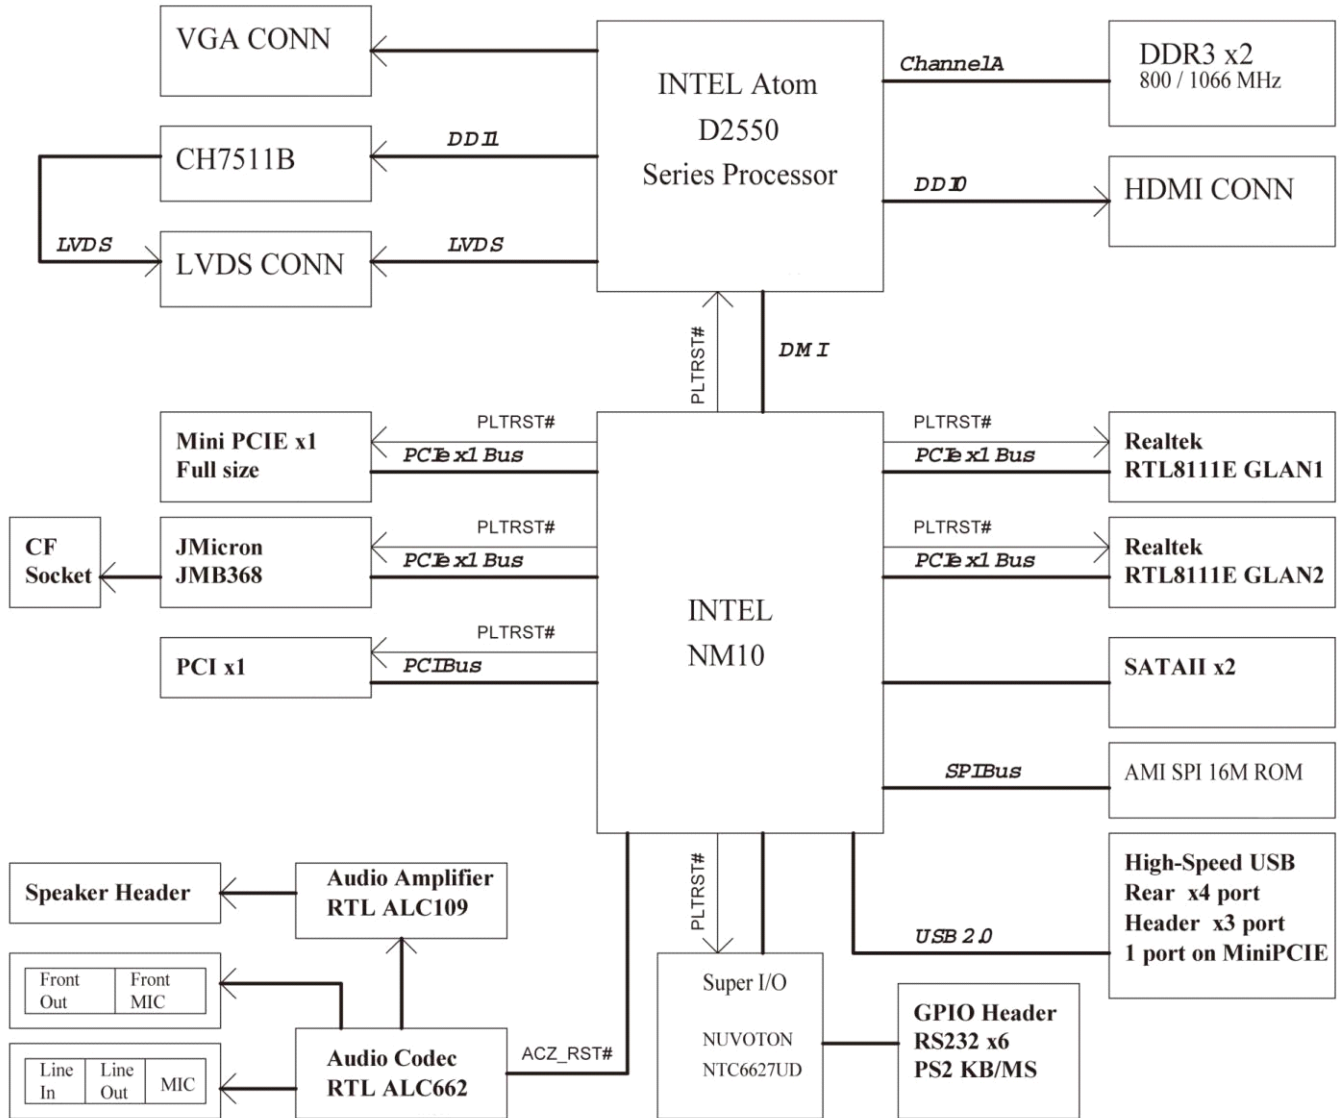 VGA CONN
INTEL Atom
D2550
Series Processor
ChannelA
DDR3 x2
800 / 1066 MHz
CH7511B
DDI1
DDI0
HDMI CONN
LVDS
LVDS CONN
LVDS
PLTRST#
DMI
Mini PCIE x1
Full size
PLTRST#
PCIe x1 Bus
PLTRST#
PCIe x1 Bus
Realtek
RTL8111E GLAN1
CF
Socket
JMicron
JMB368
PLTRST#
PCIe x1 Bus
INTEL
NM10
PLTRST#
PCIe x1 Bus
Realtek
RTL8111E GLAN2
PCI x1
PLTRST#
PCIBus
SATAII x2
SPIBus
AMI SPI 16M ROM
Speaker Header
Audio Amplifier
RTL ALC109
PLTRST#
USB 2.0
High-Speed USB
Rear x4 port
Header x3 port
1 port on MiniPCIE
Front
Out
Front
MIC
Line
In
Line
Out
MIC
Audio Codec
RTL ALC662
ACZ_RST#
Super I/O
NUVOTON
NTC6627UD
GPIO Header
RS232 x6
PS2 KB/MS